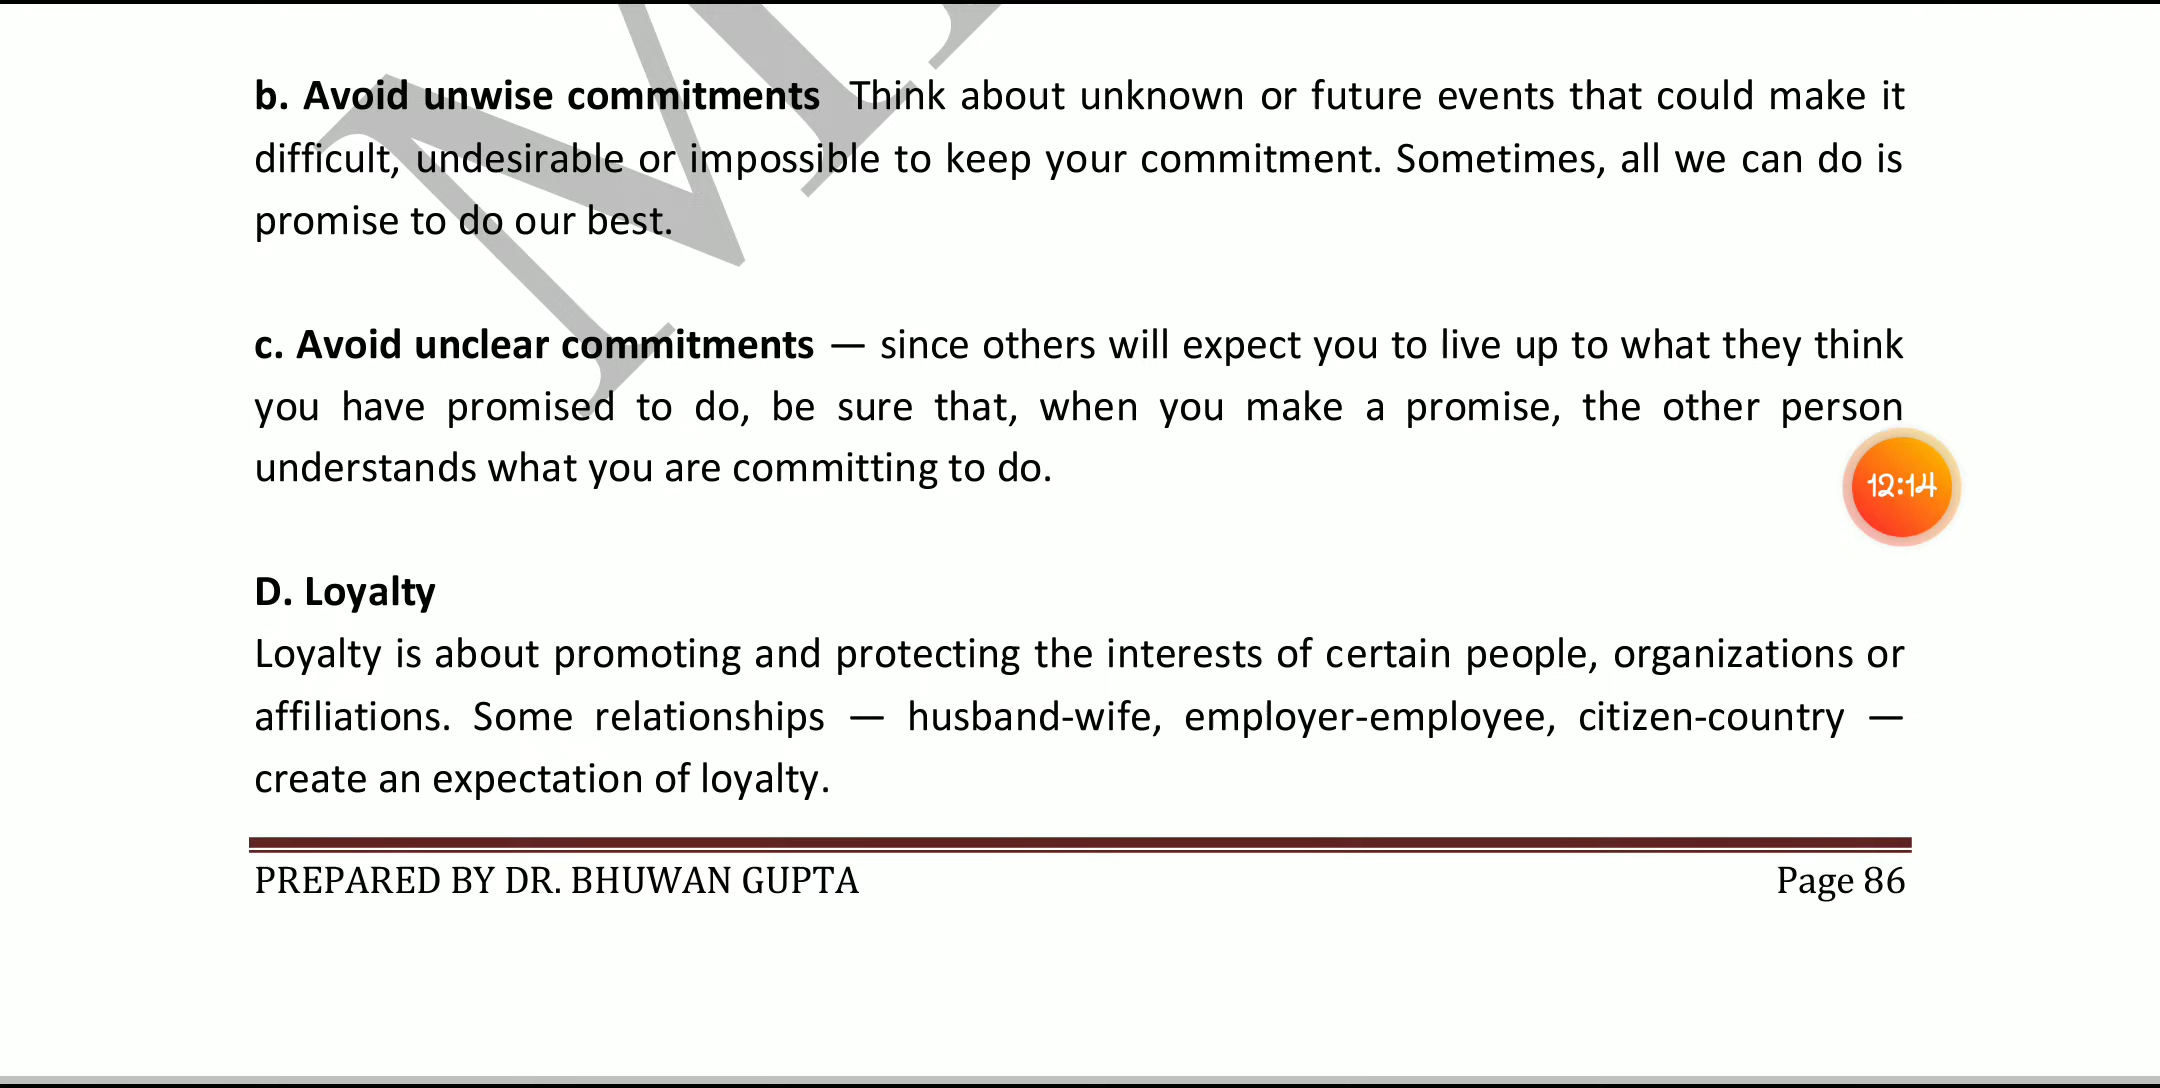 b. Avoid unwise commitments Think about unknown or future events that could make it
difficult, undesirable or impossible to keep your commitment. Sometimes, all we can do is
promise to do our best.
c. Avoid unclear commitments — since others will expect you to live up to what they think
you have promised to do, be sure that, when you make a promise, the other person
understands what you are committing to do.
12:14
D. Loyalty
Loyalty is about promoting and protecting the interests of certain people, organizations or
affiliations. Some relationships — husband-wife, employer-employee, citizen-country —
create an expectation of loyalty.
PREPARED BY DR. BHUWAN GUPTA
Page 86